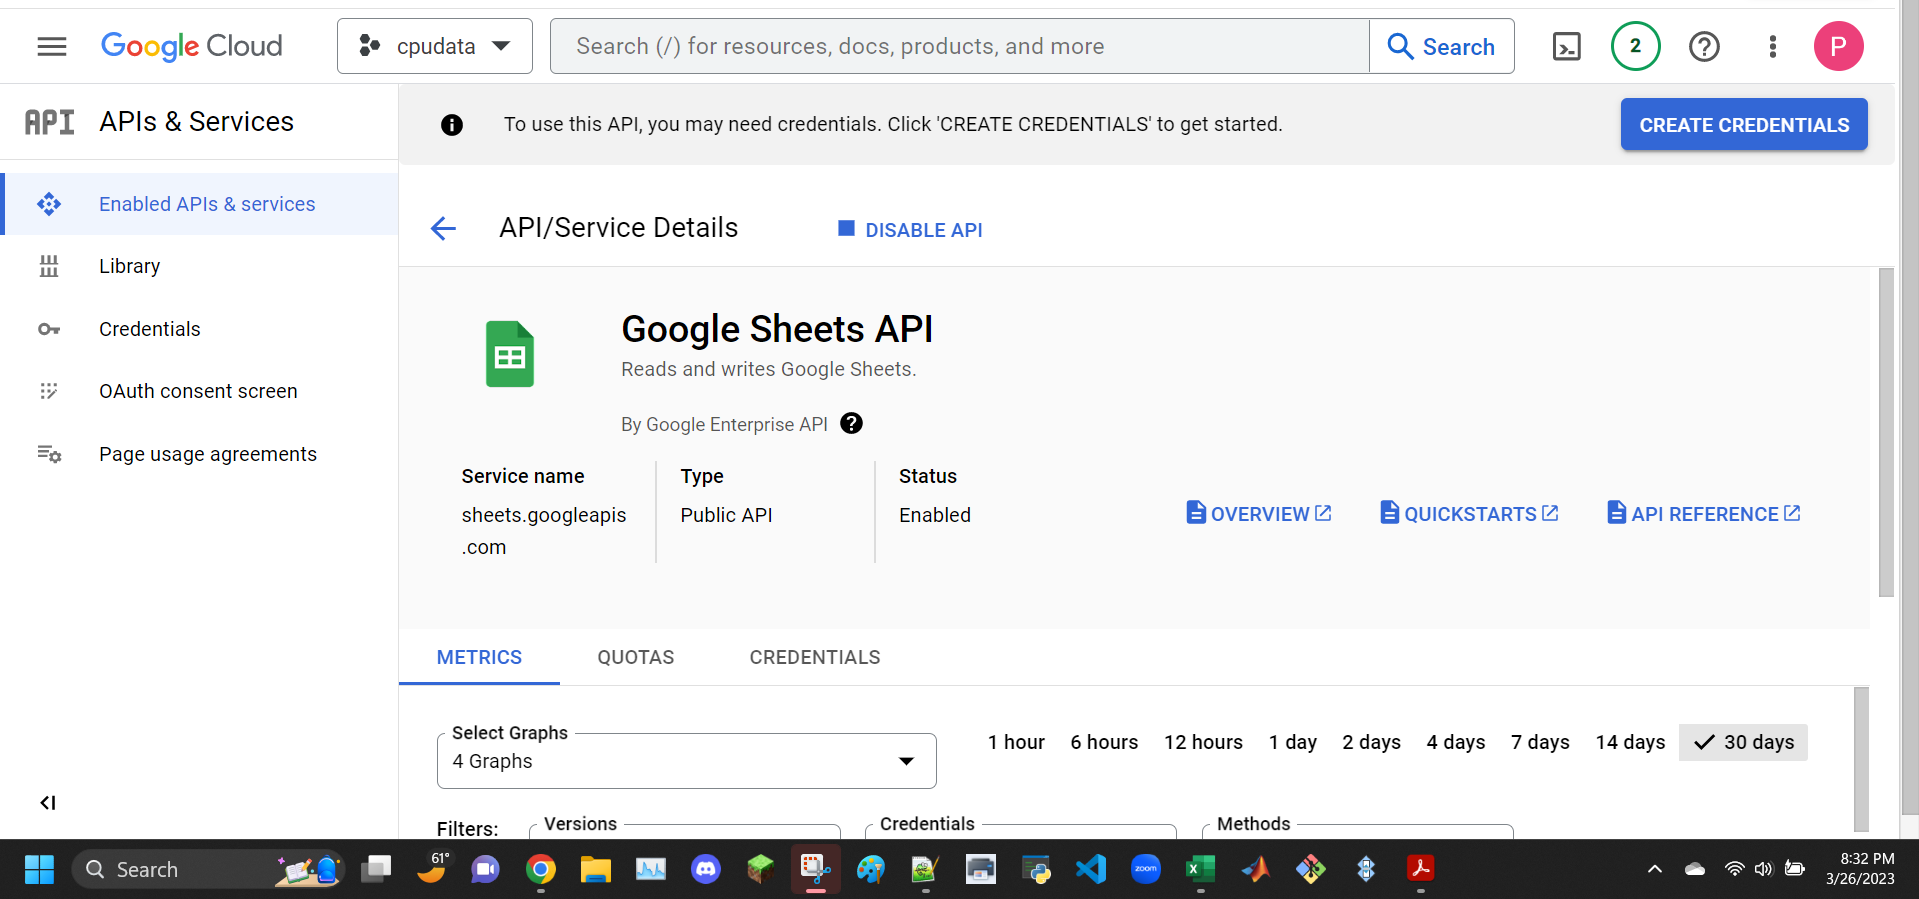 Google Cloud
cpudata
Search (/) for resources, docs, products, and more
Search
2
P
API
APIs & Services
To use this API, you may need credentials. Click 'CREATE CREDENTIALS' to get started.
CREATE CREDENTIALS
Enabled APIs & services
Library
Credentials
OAuth consent screen
Page usage agreements
API/Service Details
DISABLE API
Google Sheets API
Reads and writes Google Sheets.
By Google Enterprise API
Service name
Type
Status
sheets.googleapis
.com
Public API
Enabled
OVERVIEW
QUICKSTARTS
API REFERENCE
METRICS
QUOTAS
CREDENTIALS
Select Graphs
4 Graphs
1 hour
6 hours
12 hours
1 day
2 days
4 days
7 days
14 days
30 days
Filters:
Versions
Credentials
Methods
Search
61°
zoom
8:32 PM
3/26/2023